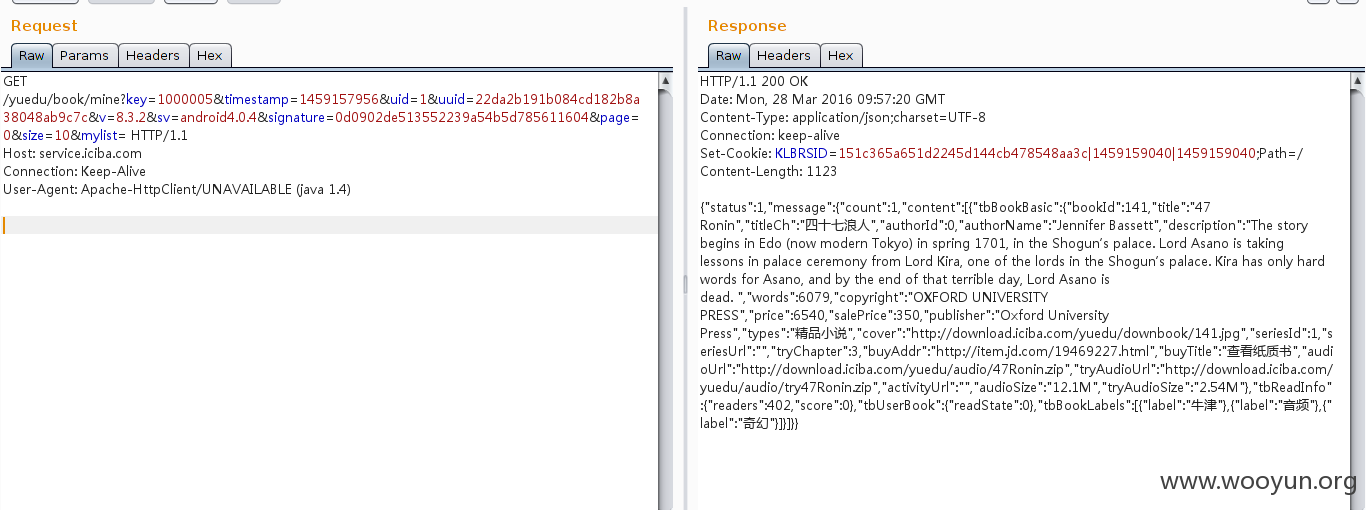 Request
Raw Params Headers Hex
GET
/yuedu/book/mine?key=1000005&timestamp=1459157956&uid=1&uuid=22da2b191b084cd182b8a
38048ab9c7c&v=8.3.2&sv=android4.0.4&signature=0d0902de513552239a54b5d785611604&page=
0&size=10&mylist= HTTP/1.1
Host: service.iciba.com
Connection: Keep-Alive
User-Agent: Apache-HttpClient/UNAVAILABLE (java 1.4)
Response
Raw Headers Hex
HTTP/1.1 200 OK
Date: Mon, 28 Mar 2016 09:57:20 GMT
Content-Type: application/json;charset=UTF-8
Connection: keep-alive
Set-Cookie: KLBRSID=151c365a651d2245d144cb478548aa3c|1459159040|1459159040;Path=/
Content-Length: 1123
{"status":1,"message":{"count":1,"content":[{"tbBookBasic":{"bookId":141,"title":"47
Ronin","titleCh":"四十七浪人","authorId":0,"authorName":"Jennifer Bassett","description":"The story
begins in Edo (now modern Tokyo) in spring 1701, in the Shogun's palace. Lord Asano is taking
lessons in palace ceremony from Lord Kira, one of the lords in the Shogun's palace. Kira has only hard
words for Asano, and by the end of that terrible day, Lord Asano is
dead. ","words":6079,"copyright":"OXFORD UNIVERSITY
PRESS","price":6540,"salePrice":350,"publisher":"Oxford University
Press","types":"精品小说","cover":"http://download.iciba.com/yuedu/downbook/141.jpg","seriesId":1,"s
eriesUrl":"","tryChapter":3,"buyAddr":"http://item.jd.com/19469227.html","buyTitle":"查看纸质书","audi
oUrl":"http://download.iciba.com/yuedu/audio/47Ronin.zip","tryAudioUrl":"http://download.iciba.com/
yuedu/audio/try47Ronin.zip","activityUrl":"","audioSize":"12.1M","tryAudioSize":"2.54M"},"tbReadInfo"
:{"readers":402,"score":0},"tbUserBook":{"readState":0},"tbBookLabels":[{"label":"牛津"},{"label":"音频"},{"
label":"奇幻"}]}]}}
www.wooyun.org